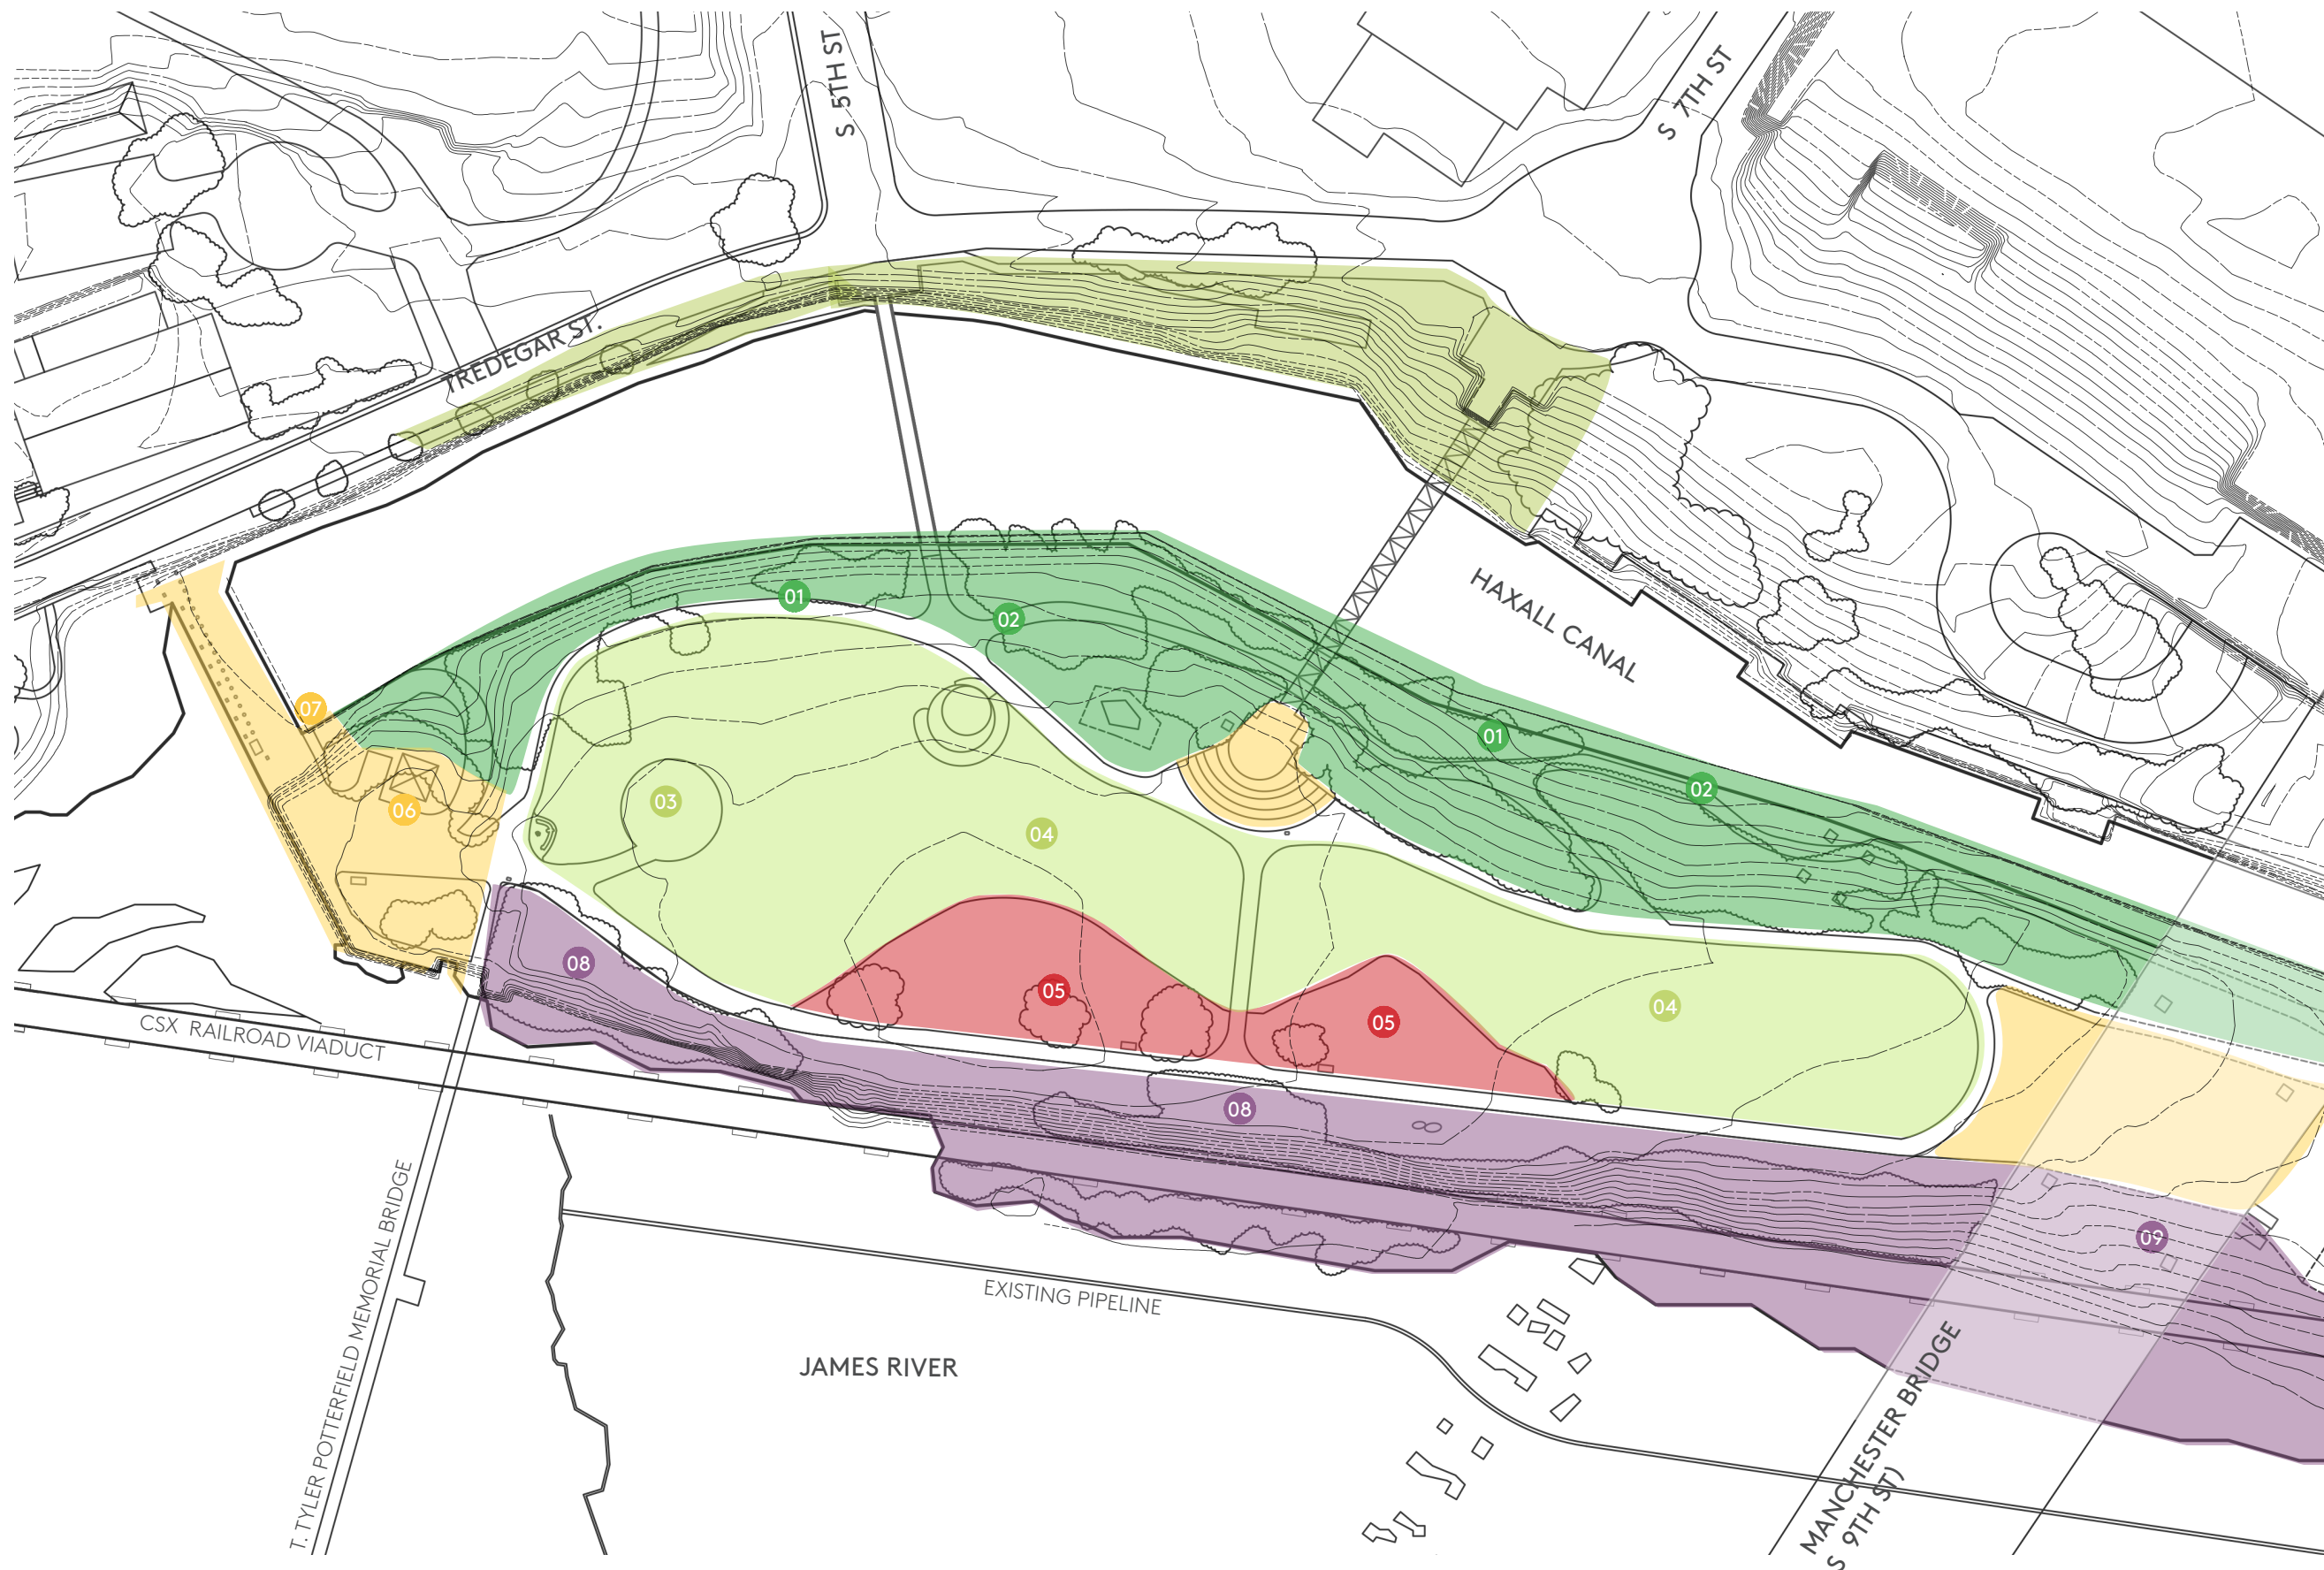 S 5TH ST
S 7TH ST
TREDEGAR ST.
HAXALL CANAL
01
02
07
01
02
03
06
04
08
05
04
05
CSX RAILROAD VIADUCT
08
09
T. TYLER POTTERFIELD MEMORIAL BRIDGE
EXISTING PIPELINE
JAMES RIVER
MANCHESTER BRIDGE
S 9TH ST)